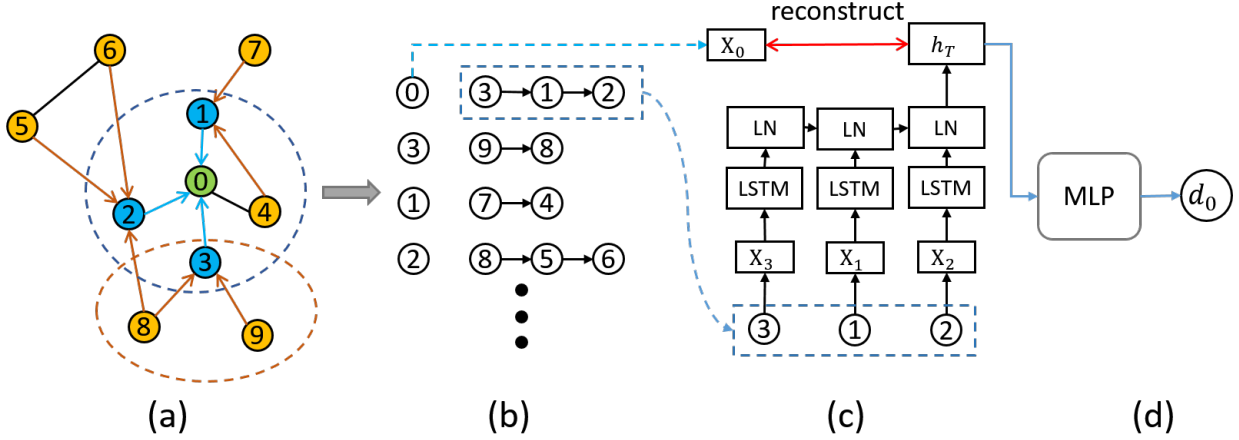 6
7
5
1
0
2
4
3
8
9
(a)
0
3 1 2
3
9 8
1
7 4
2
8 5 6
(b)
reconstruct
X₀
h_T
LN LN LN
LSTM LSTM LSTM
X₃ X₁ X₂
3 1 2
(c)
MLP
d₀
(d)